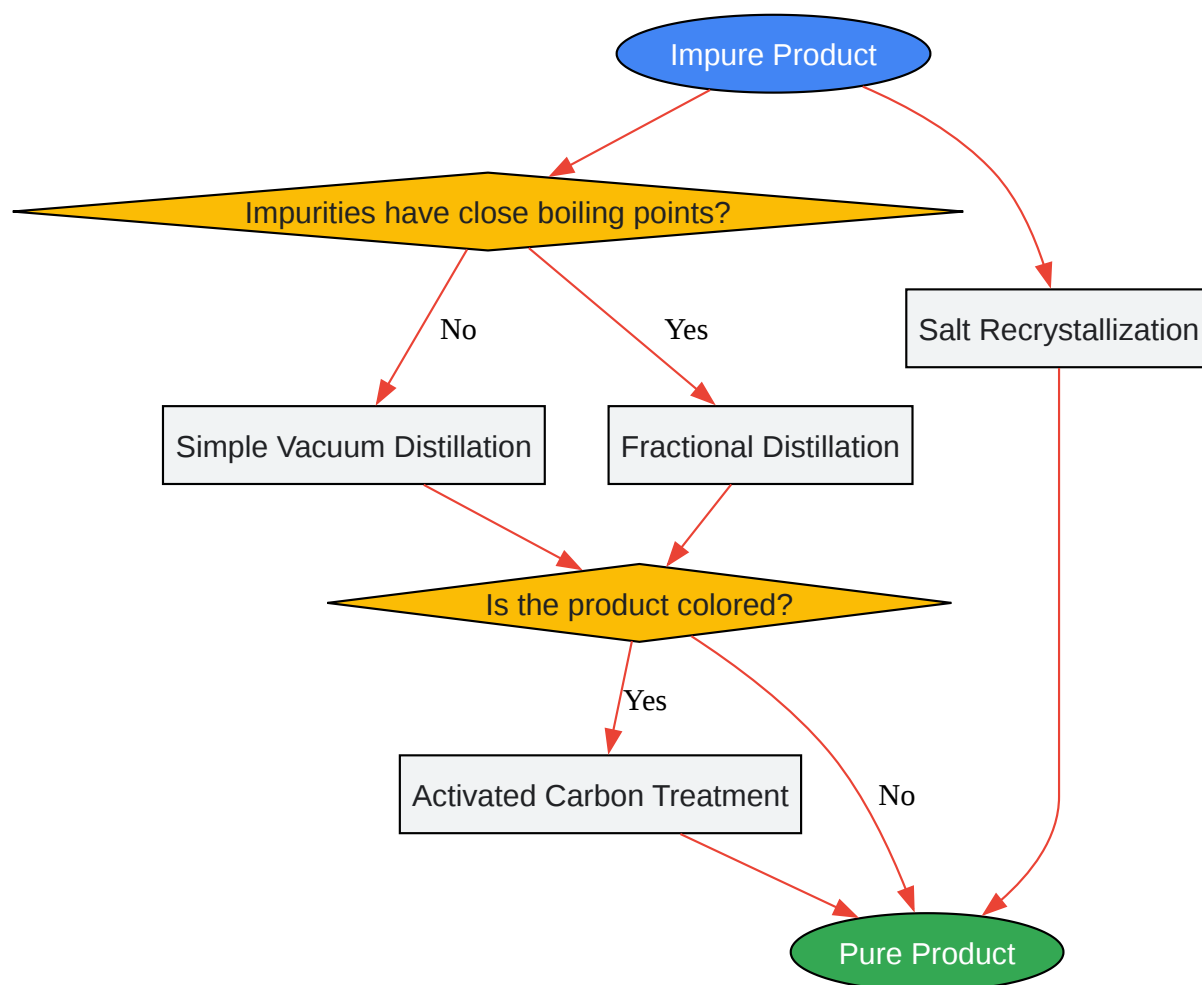 Impure Product
Impurities have close boiling points?
No
Yes
Salt Recrystallization
Simple Vacuum Distillation
Fractional Distillation
Is the product colored?
Yes
Activated Carbon Treatment
No
Pure Product